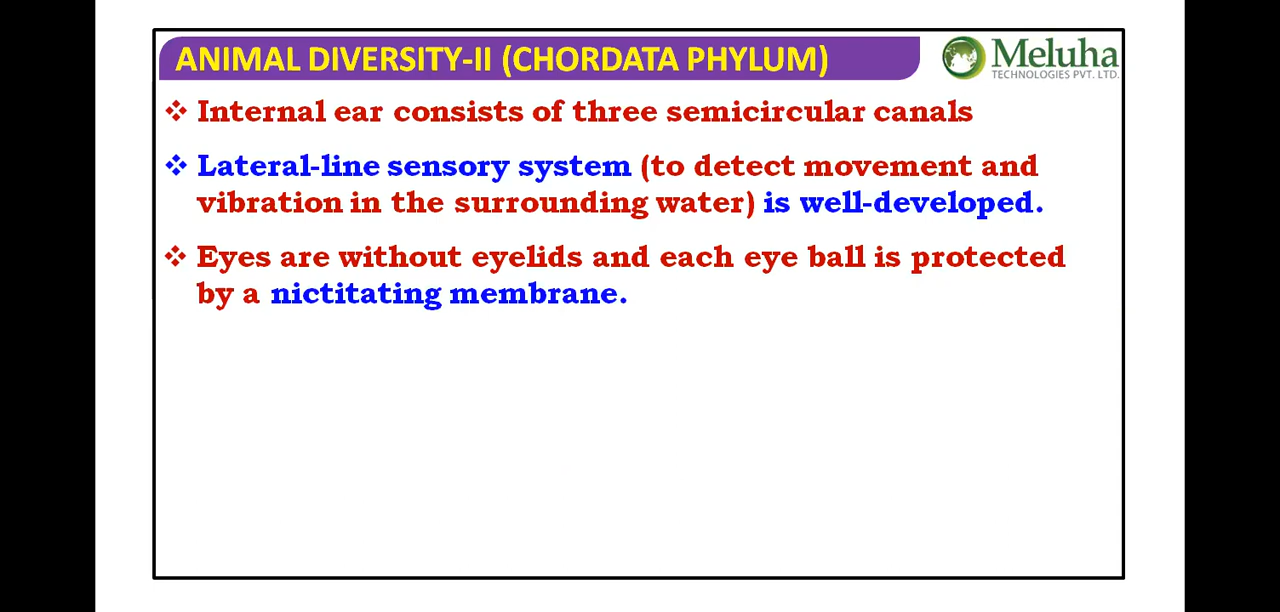 ANIMAL DIVERSITY-II (CHORDATA PHYLUM)
Meluha
TECHNOLOGIES PVT. LTD.
❖ Internal ear consists of three semicircular canals
❖ Lateral-line sensory system (to detect movement and
vibration in the surrounding water) is well-developed.
❖ Eyes are without eyelids and each eye ball is protected
by a nictitating membrane.